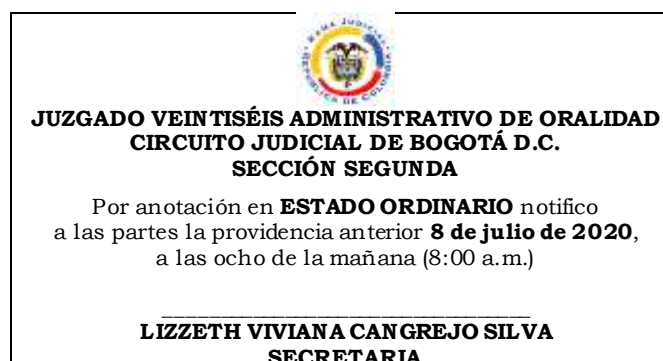 JUZGADO VEINTISÉIS ADMINISTRATIVO DE ORALIDAD
CIRCUITO JUDICIAL DE BOGOTÁ D.C.
SECCIÓN SEGUNDA
Por anotación en ESTADO ORDINARIO notifico
a las partes la providencia anterior 8 de julio de 2020,
a las ocho de la mañana (8:00 a.m.)
LIZZETH VIVIANA CANGREJO SILVA
SECRETARIA